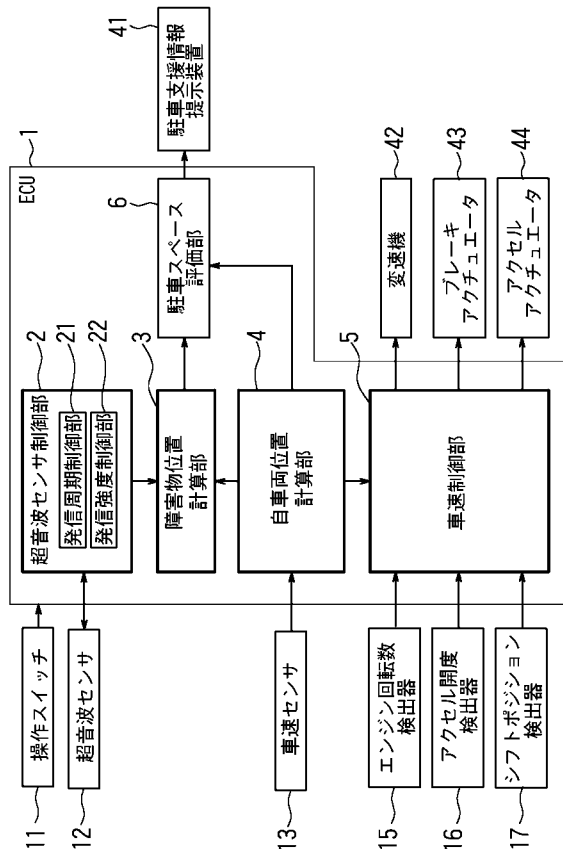 11
操作スイッチ
12
超音波センサ
13
車速センサ
15
エンジン回転数
検出器
16
アクセル開度
検出器
17
シフトポジション
検出器
ECU
1
2
超音波センサ制御部
21
発信周期制御部
22
発信強度制御部
3
障害物位置
計算部
4
自車両位置
計算部
5
車速制御部
6
駐車スペース
評価部
41
駐車支援情報
提示装置
42
変速機
43
ブレーキ
アクチュエータ
44
アクセル
アクチュエータ